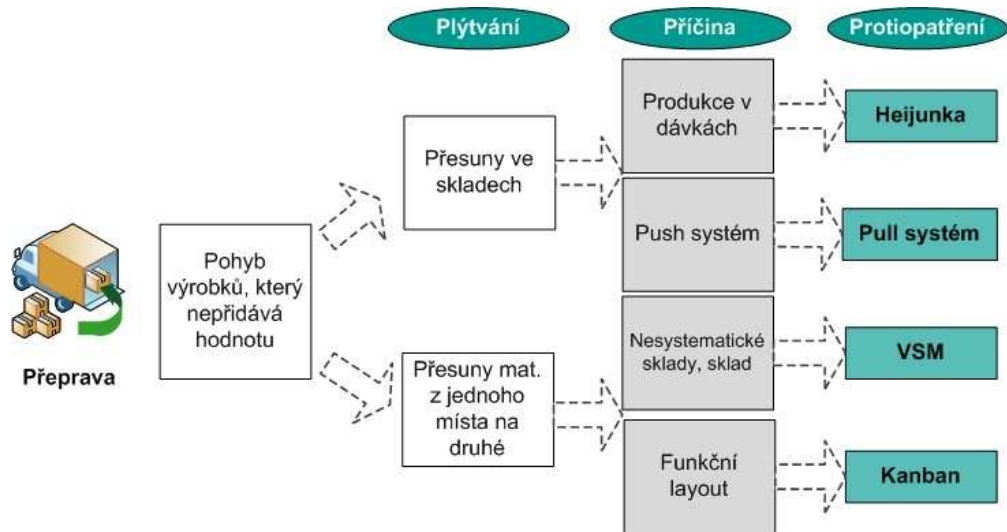 Plýtvání
Příčina
Protiopatření
Produkce v
dávkách
Heijunka
Přesuny ve
skladech
Push systém
Pull systém
Pohyb
výrobků, který
nepřidává
hodnotu
Přeprava
Nesystematické
sklady, sklad
VSM
Přesuny mat.
z jednoho
místa na
druhé
Funkční
layout
Kanban